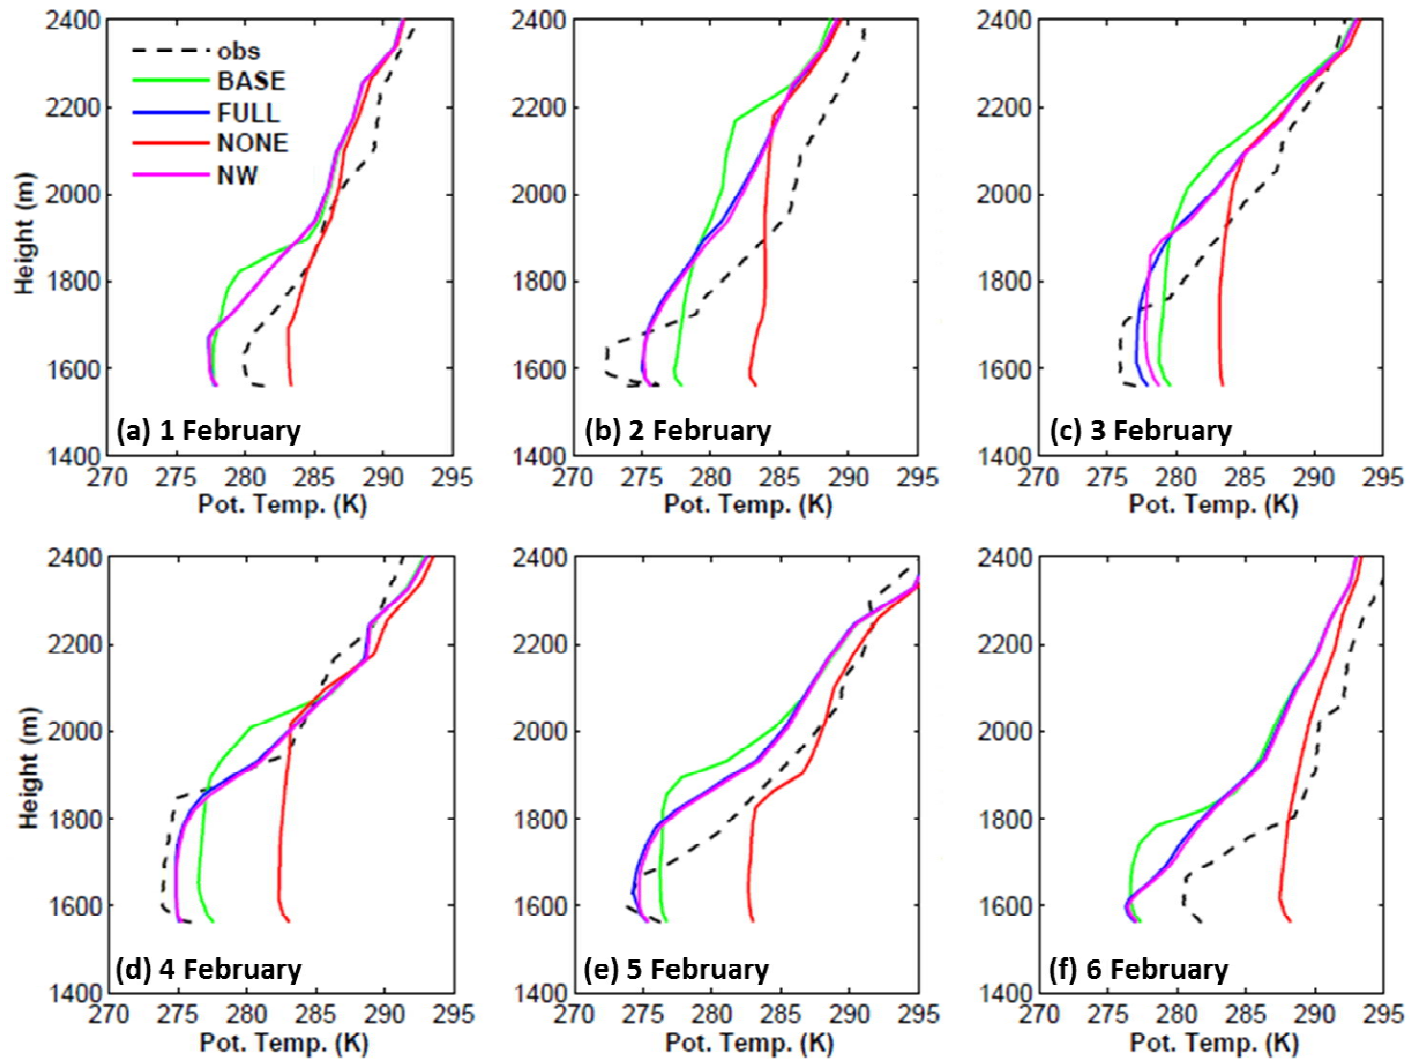 2400
2200
2000
1800
1600
1400
Height (m)
obs
BASE
FULL
NONE
NW
(a) 1 February
270 275 280 285 290 295
Pot. Temp. (K)
2400
2200
2000
1800
1600
1400
(b) 2 February
270 275 280 285 290 295
Pot. Temp. (K)
2400
2200
2000
1800
1600
1400
(c) 3 February
270 275 280 285 290 295
Pot. Temp. (K)
2400
2200
2000
1800
1600
1400
Height (m)
(d) 4 February
270 275 280 285 290 295
Pot. Temp. (K)
2400
2200
2000
1800
1600
1400
(e) 5 February
270 275 280 285 290 295
Pot. Temp. (K)
2400
2200
2000
1800
1600
1400
(f) 6 February
270 275 280 285 290 295
Pot. Temp. (K)